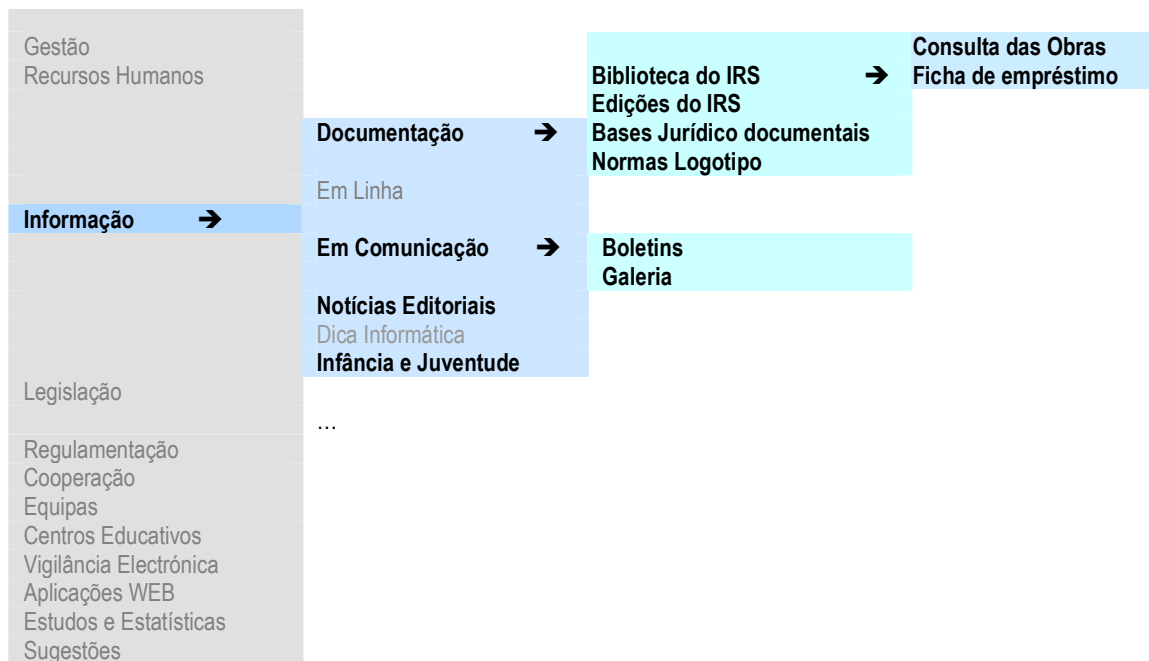 Gestão
Recursos Humanos
Informação ➔
Legislação
Regulamentação
Cooperação
Equipas
Centros Educativos
Vigilância Electrónica
Aplicações WEB
Estudos e Estatísticas
Sugestões
Documentação ➔
Em Linha
Em Comunicação ➔
Notícias Editoriais
Dica Informática
Infância e Juventude
…
Biblioteca do IRS ➔
Edições do IRS
Bases Jurídico documentais
Normas Logotipo
Boletins
Galeria
Consulta das Obras
Ficha de empréstimo